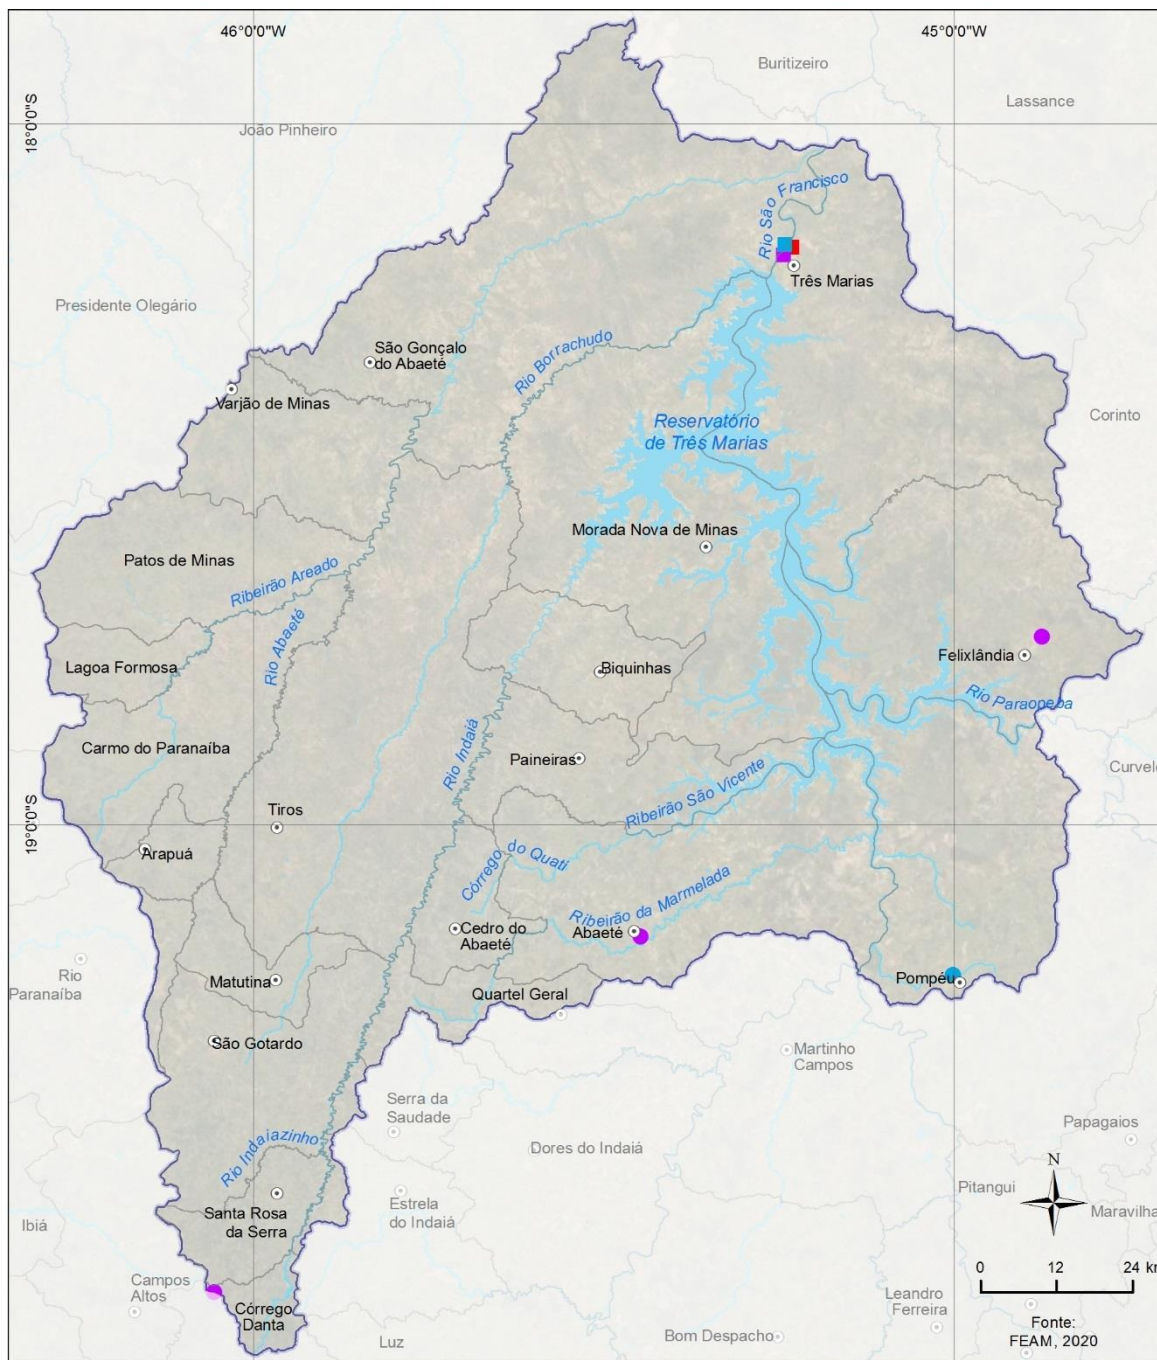 46°0'0"W
45°0'0"W
Buritizeiro
Lassance
18°0'0"S
João Pinheiro
Rio São Francisco
Três Marias
Presidente Olegário
São Gonçalo
do Abaeté
Rio Borrachudo
Varjão de Minas
Corinto
Reservatório
de Três Marias
Morada Nova de Minas
Patos de Minas
Ribeirão Areado
Rio Abaeté
Lagoa Formosa
Biquinhas
Felixlândia
Rio Paraopeba
Carmo do Paranaíba
Rio Indaiá
Paineiras
Curvelo
Ribeirão São Vicente
Tiros
19°0'0"S
Arapuá
Córrego do Quati
Ribeirão da Marmelada
Cedro do
Abaeté
Abaeté
Rio
Paranaíba
Matutina
Quartel Geral
Pompéu
São Gotardo
Martinho
Campos
Serra da
Saudade
Papagaios
Rio Indaiazinho
Dores do Indaiá
N
Pitangui
Maravilha
Estrela
do Indaiá
Santa Rosa
da Serra
Ibiá
0 12 24 km
Campos
Altos
Córrego
Danta
Leandro
Ferreira
Luz
Bom Despacho
Fonte:
FEAM, 2020